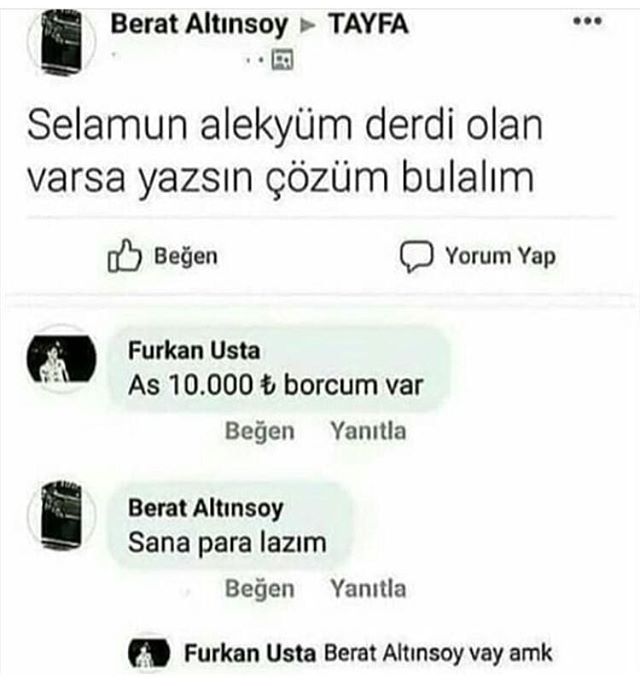 Berat Altınsoy ▸ TAYFA
Selamun alekyüm derdi olan
varsa yazsın çözüm bulalım
Beğen Yorum Yap
Furkan Usta
As 10.000 ₺ borcum var
Beğen Yanıtla
Berat Altınsoy
Sana para lazım
Beğen Yanıtla
Furkan Usta Berat Altınsoy vay amk